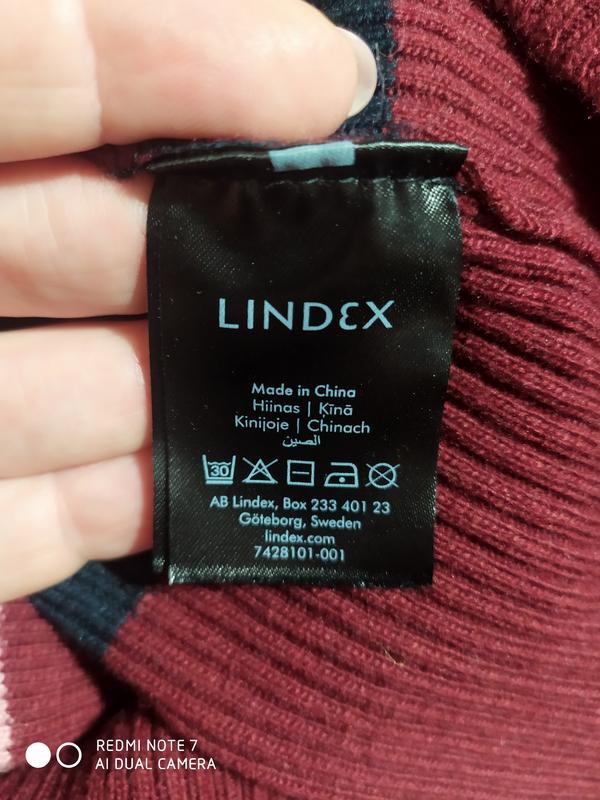 LINDEX
Made in China
Hiinas | Ķīnā
Kinijoje | Chinach
الصين
30
AB Lindex, Box 233 401 23
Göteborg, Sweden
lindex.com
7428101-001
REDMI NOTE 7
AI DUAL CAMERA